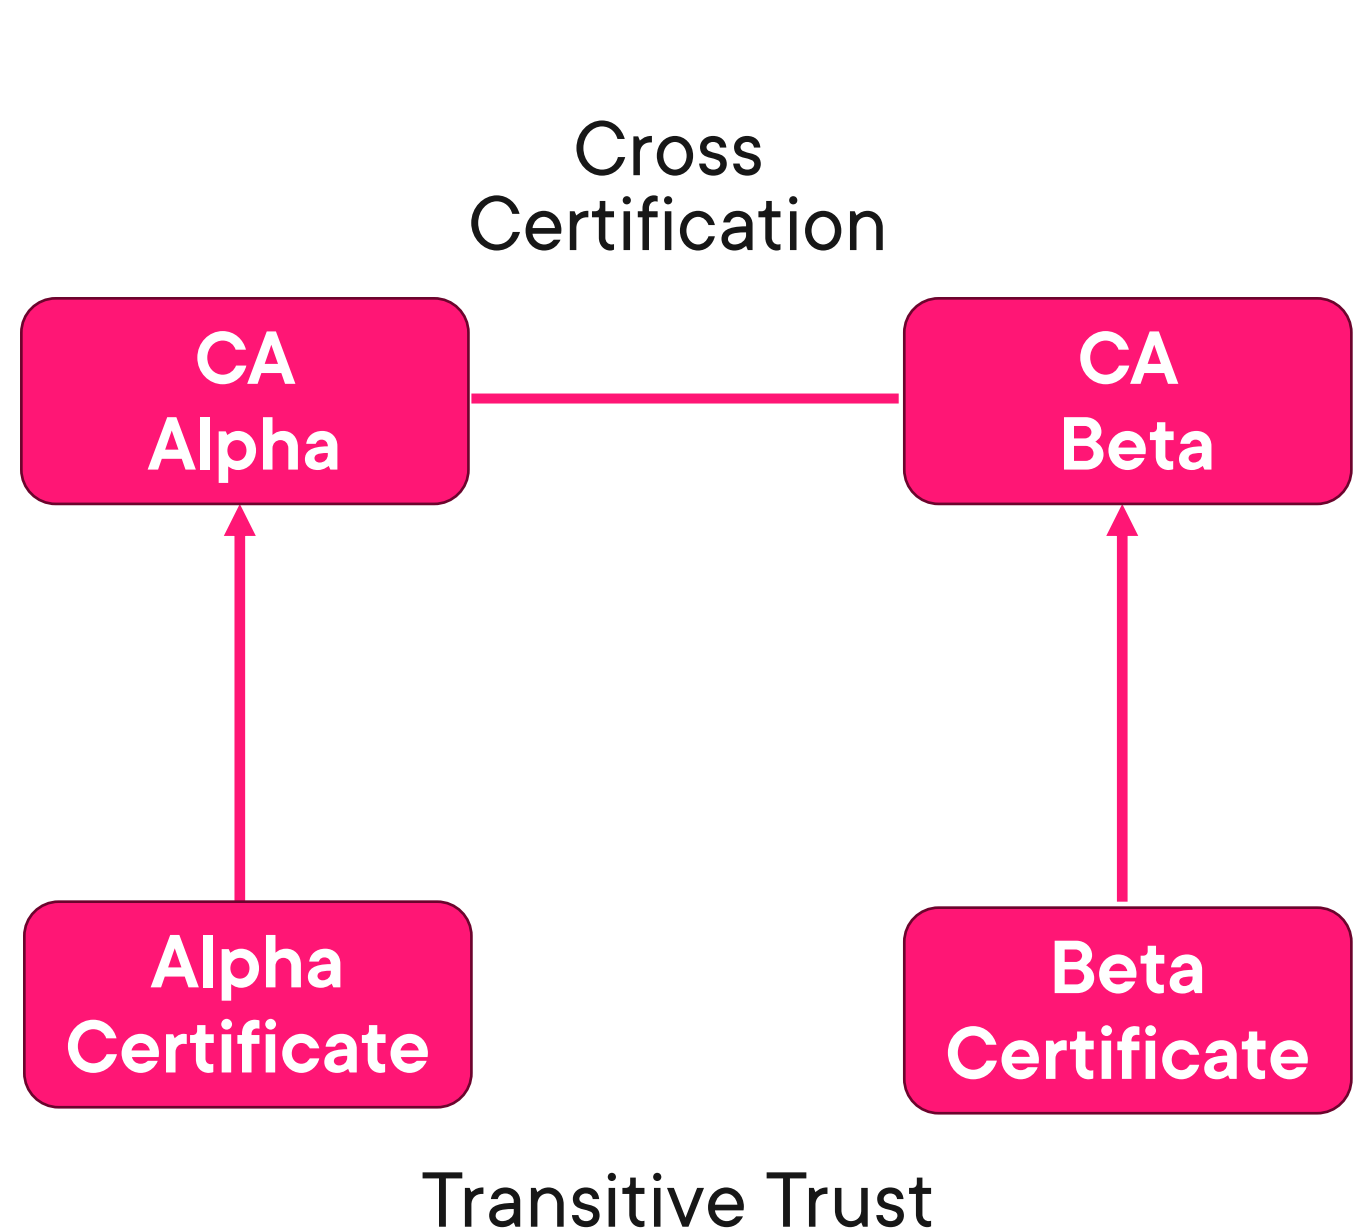 Cross
Certification
CA
Alpha
CA
Beta
Alpha
Certificate
Beta
Certificate
Transitive Trust